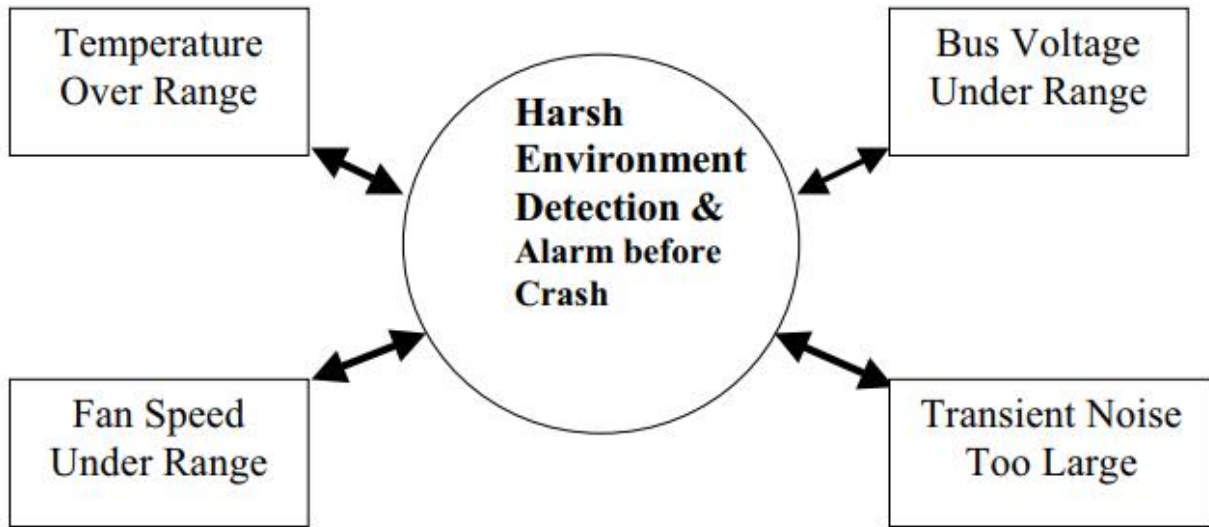 Temperature
Over Range
Bus Voltage
Under Range
Harsh
Environment
Detection &
Alarm before
Crash
Fan Speed
Under Range
Transient Noise
Too Large